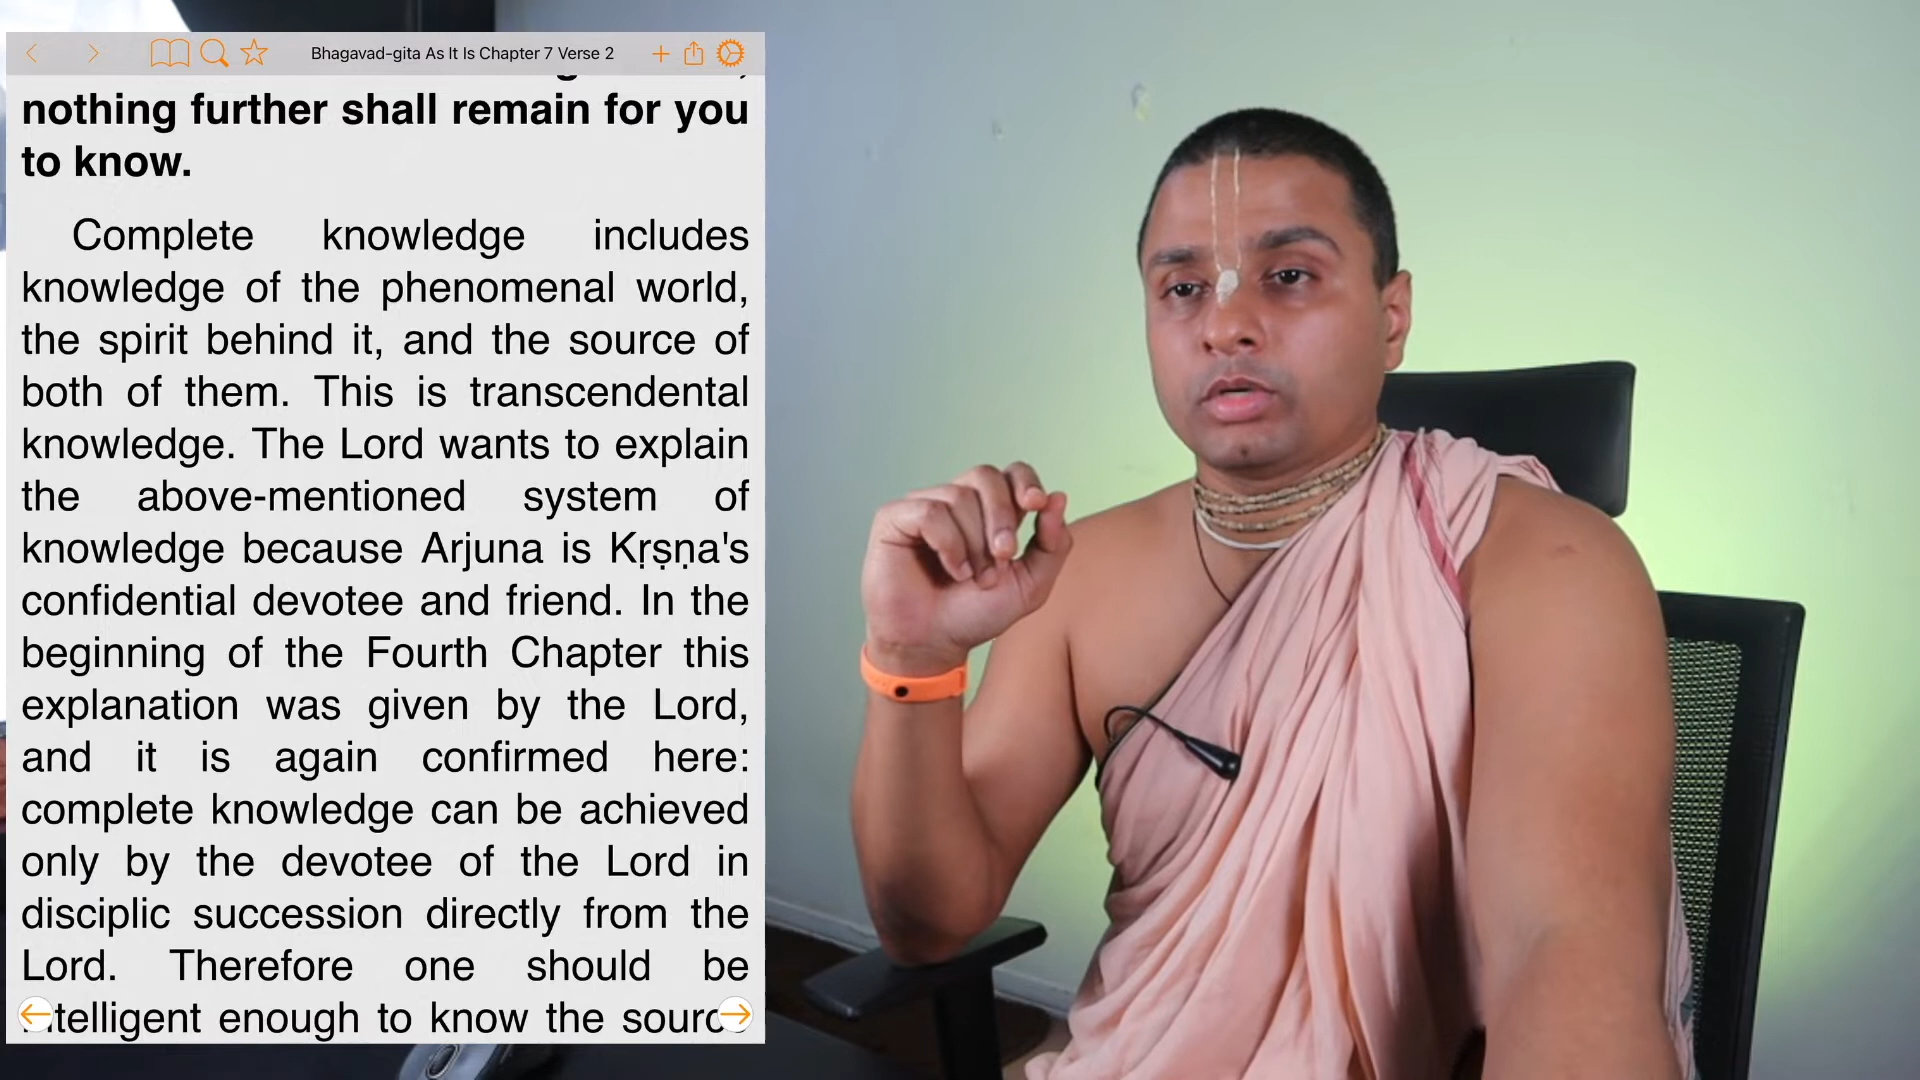 Bhagavad-gita As It Is Chapter 7 Verse 2
nothing further shall remain for you
to know.
Complete knowledge includes
knowledge of the phenomenal world,
the spirit behind it, and the source of
both of them. This is transcendental
knowledge. The Lord wants to explain
the above-mentioned system of
knowledge because Arjuna is Kṛṣṇa's
confidential devotee and friend. In the
beginning of the Fourth Chapter this
explanation was given by the Lord,
and it is again confirmed here:
complete knowledge can be achieved
only by the devotee of the Lord in
disciplic succession directly from the
Lord. Therefore one should be
intelligent enough to know the source